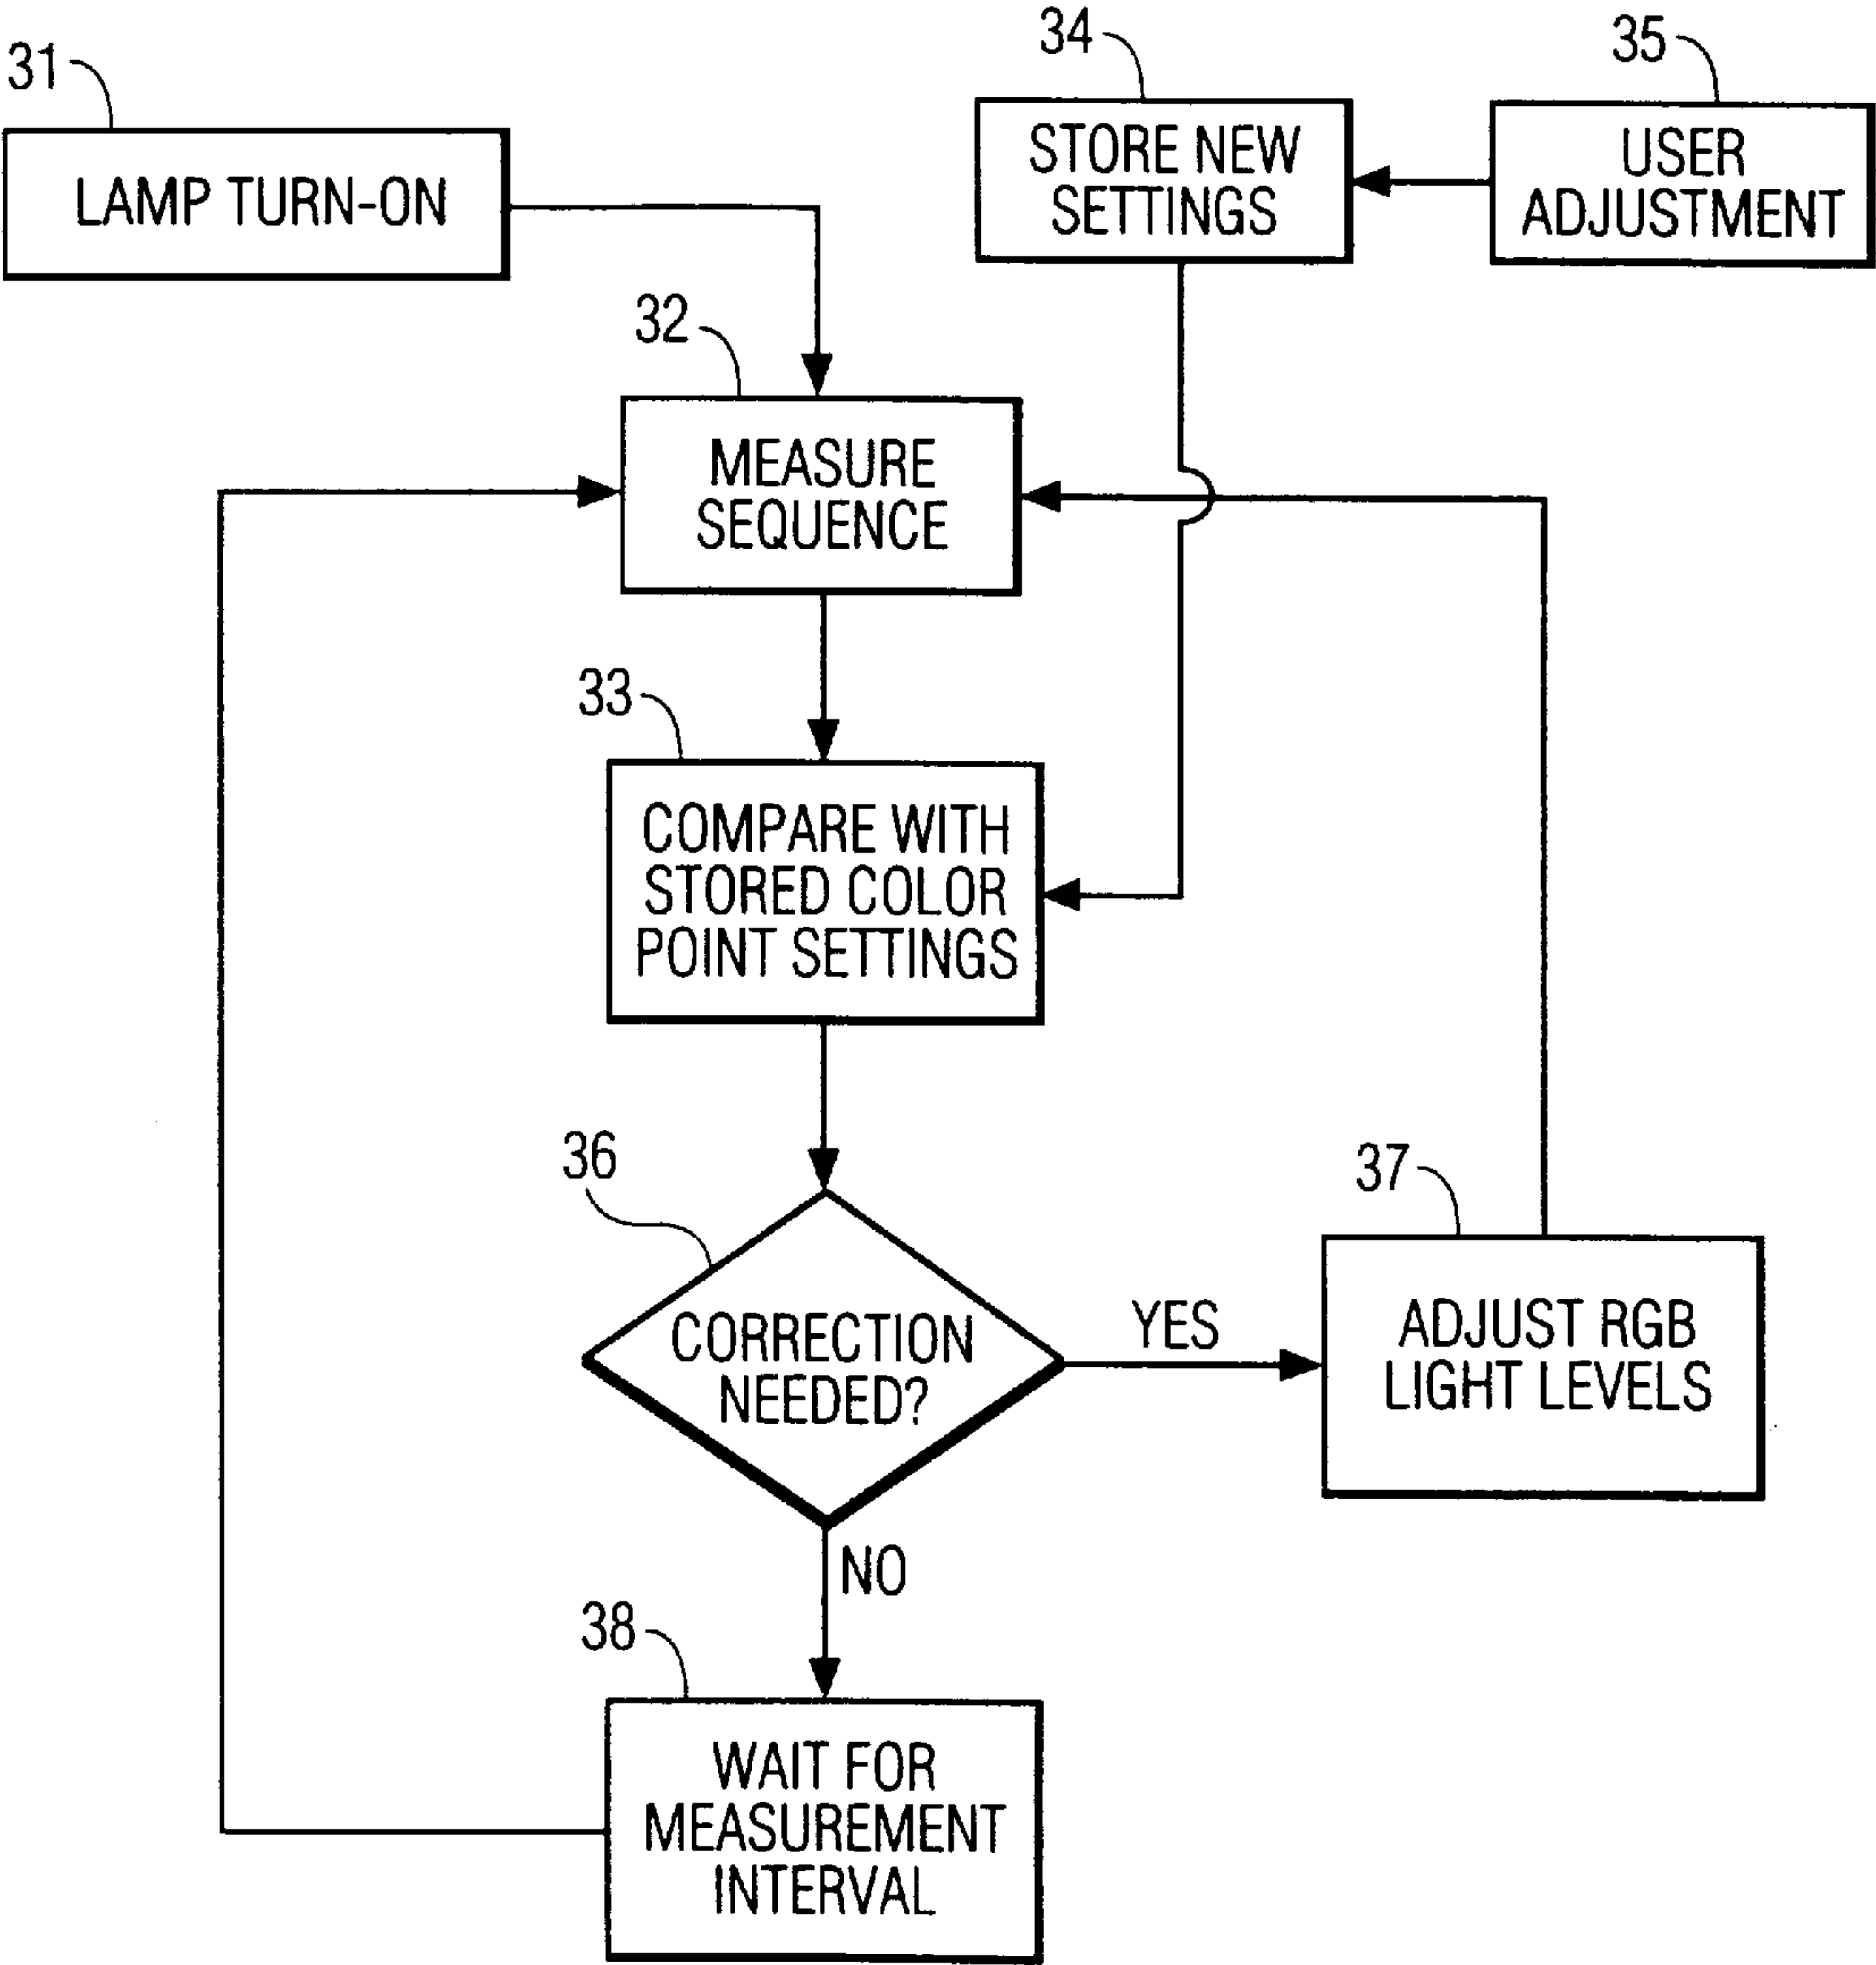 31
LAMP TURN-ON
34
STORE NEW
SETTINGS
35
USER
ADJUSTMENT
32
MEASURE
SEQUENCE
33
COMPARE WITH
STORED COLOR
POINT SETTINGS
36
CORRECTION
NEEDED?
YES
37
ADJUST RGB
LIGHT LEVELS
NO
38
WAIT FOR
MEASUREMENT
INTERVAL